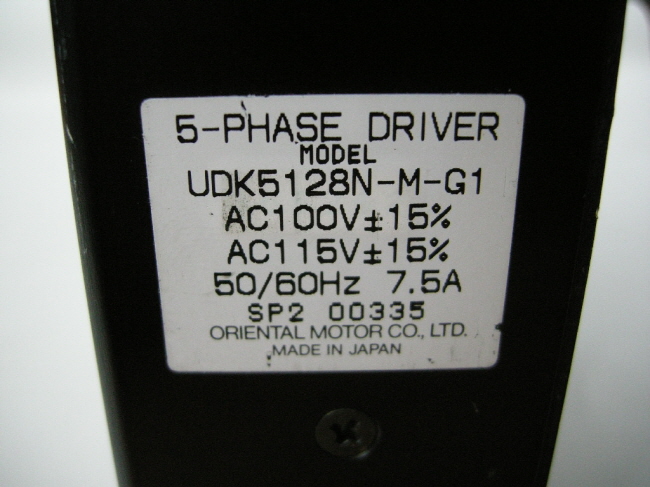 5-PHASE DRIVER
MODEL
UDK5128N-M-G1
AC100V±15%
AC115V±15%
50/60Hz 7.5A
SP2 00335
ORIENTAL MOTOR CO., LTD.
MADE IN JAPAN